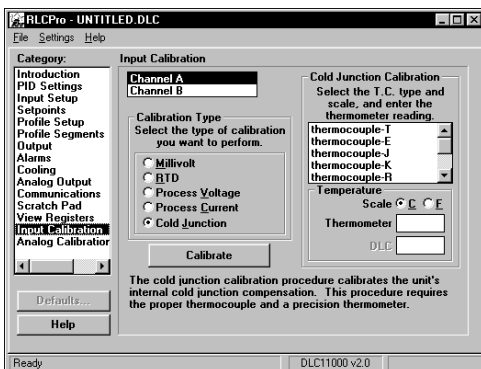 RLCPro - UNTITLED.DLC
File Settings Help
Category:
Introduction
PID Settings
Input Setup
Setpoints
Profile Setup
Profile Segments
Output
Alarms
Cooling
Analog Output
Communications
Scratch Pad
View Registers
Input Calibration
Analog Calibration
Defaults...
Help
Input Calibration
Channel A
Channel B
Calibration Type
Select the type of calibration
you want to perform.
Millivolt
RTD
Process Voltage
Process Current
Cold Junction
Calibrate
Cold Junction Calibration
Select the T.C. type and
scale, and enter the
thermometer reading.
thermocouple-T
thermocouple-E
thermocouple-J
thermocouple-K
thermocouple-R
Temperature
Scale C F
Thermometer
DLC
The cold junction calibration procedure calibrates the unit's
internal cold junction compensation. This procedure requires
the proper thermocouple and a precision thermometer.
Ready
DLC11000 v2.0